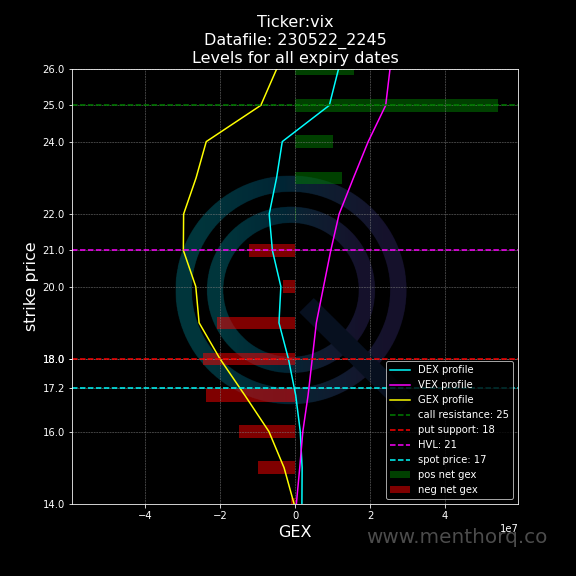 Ticker:vix
Datafile: 230522_2245
Levels for all expiry dates
26.0
25.0
24.0
22.0
21.0
20.0
18.0
17.2
16.0
14.0
strike price
DEX profile
VEX profile
GEX profile
call resistance: 25
put support: 18
HVL: 21
spot price: 17
pos net gex
neg net gex
−4
−2
0
2
4
1e7
GEX
www.menthorq.com